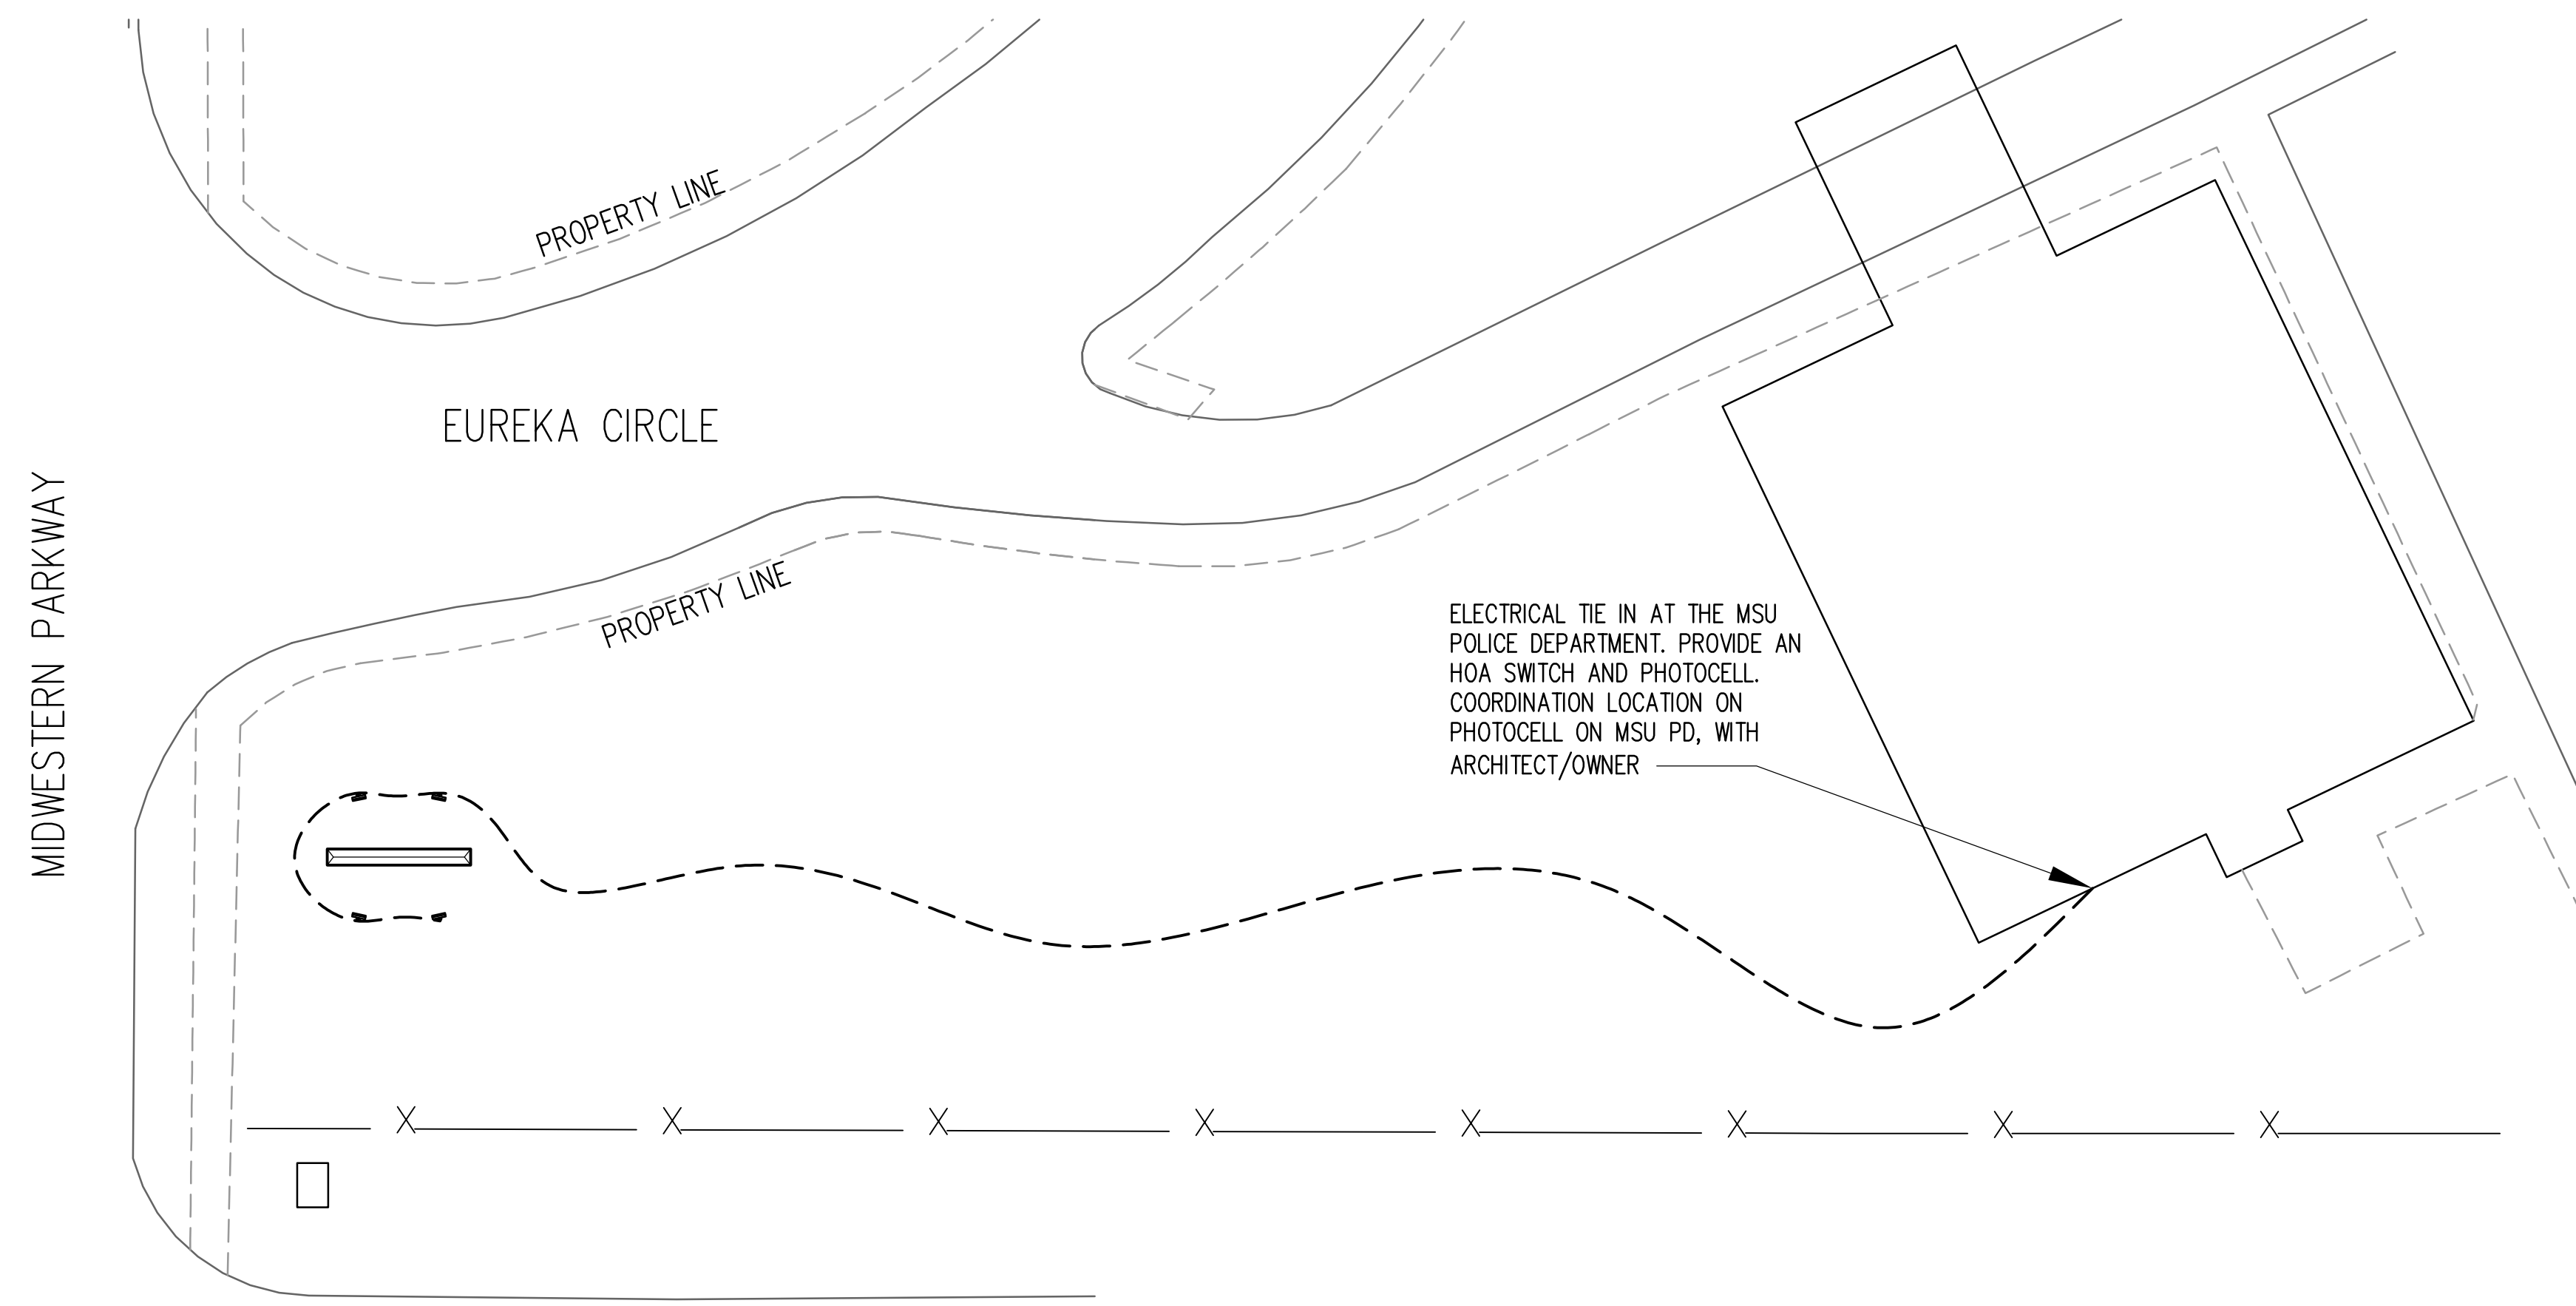 PROPERTY LINE
EUREKA CIRCLE
MIDWESTERN PARKWAY
PROPERTY LINE
ELECTRICAL TIE IN AT THE MSU
POLICE DEPARTMENT. PROVIDE AN
HOA SWITCH AND PHOTOCELL.
COORDINATION LOCATION ON
PHOTOCELL ON MSU PD, WITH
ARCHITECT/OWNER
X X X X X X X X